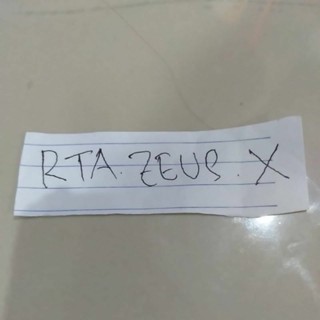 RTA. ZEUS. X